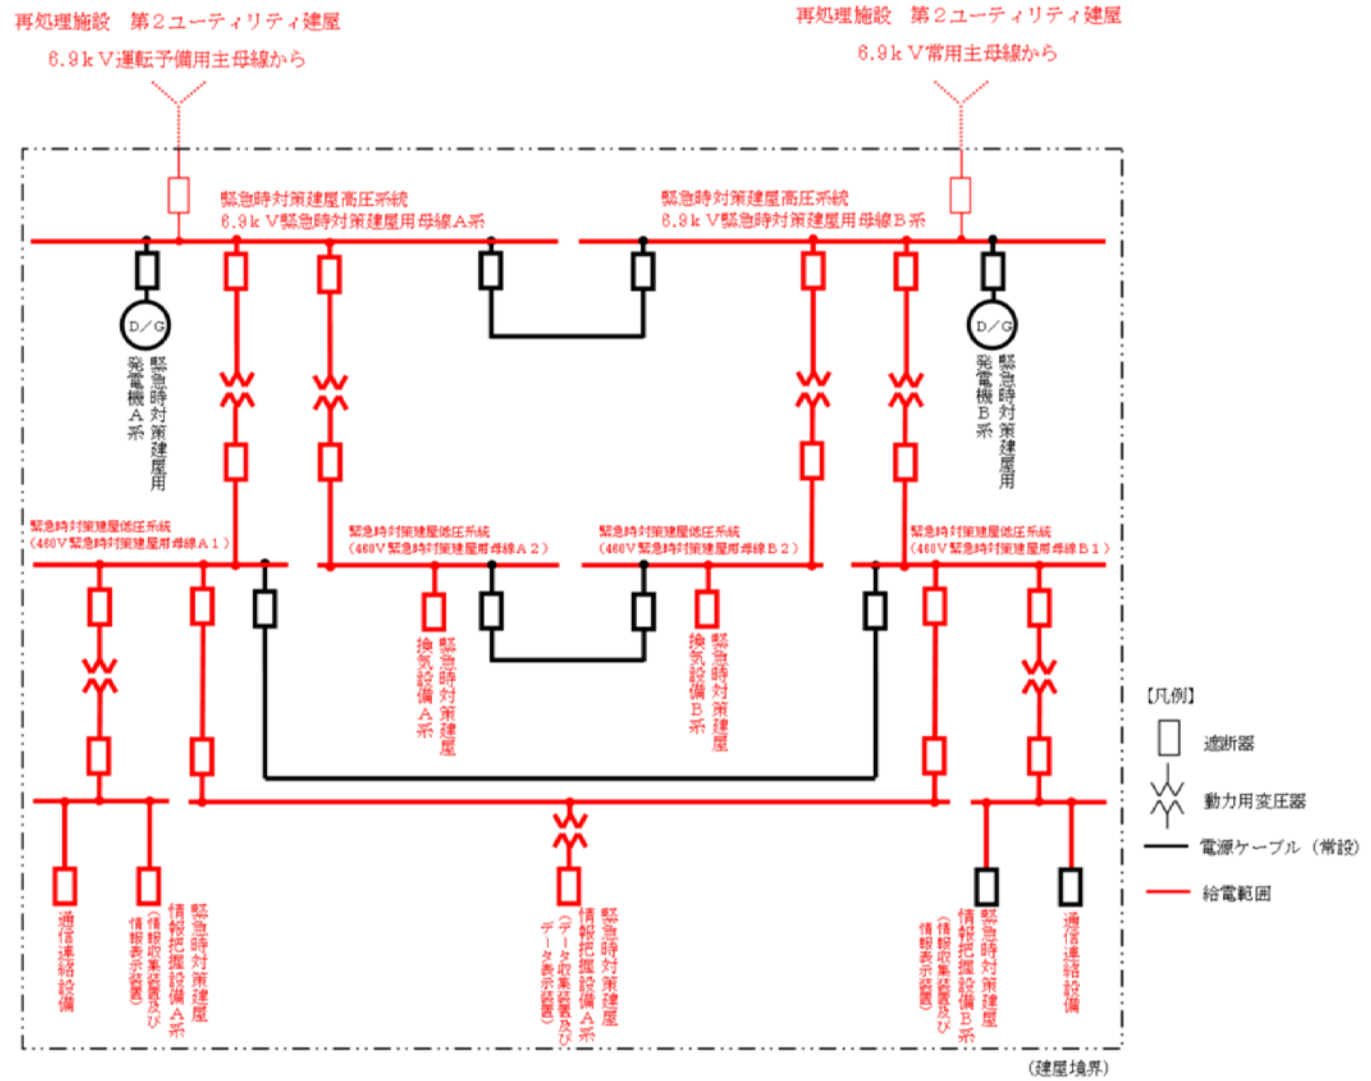 再処理施設　第２ユーティリティ建屋
6.9ｋＶ運転予備用主母線から
再処理施設　第２ユーティリティ建屋
6.9ｋＶ常用主母線から
緊急時対策建屋高圧系統
6.9ｋＶ緊急時対策建屋用母線Ａ系
緊急時対策建屋高圧系統
6.9ｋＶ緊急時対策建屋用母線Ｂ系
Ｄ／Ｇ
緊急時対策建屋用
発電機Ａ系
Ｄ／Ｇ
緊急時対策建屋用
発電機Ｂ系
緊急時対策建屋低圧系統
（460Ｖ緊急時対策建屋用母線Ａ１）
緊急時対策建屋低圧系統
（460Ｖ緊急時対策建屋用母線Ａ２）
緊急時対策建屋低圧系統
（460Ｖ緊急時対策建屋用母線Ｂ２）
緊急時対策建屋低圧系統
（460Ｖ緊急時対策建屋用母線Ｂ１）
緊急時対策建屋
換気設備Ａ系
緊急時対策建屋
換気設備Ｂ系
【凡例】
遮断器
動力用変圧器
電源ケーブル（常設）
給電範囲
通信連絡設備
緊急時対策建屋
情報把握設備Ａ系
（情報収集装置及び
情報表示装置）
緊急時対策建屋
情報把握設備Ａ系
（データ収集装置及び
データ表示装置）
緊急時対策建屋
情報把握設備Ｂ系
（情報収集装置及び
情報表示装置）
通信連絡設備
（建屋境界）